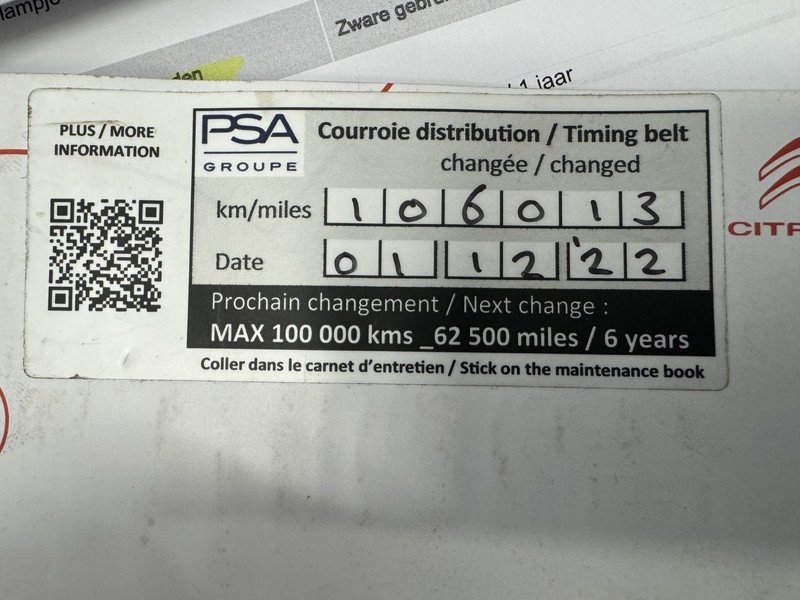 lampje
Zware
den
1 jaar
PLUS / MORE
INFORMATION
PSA
GROUPE
Courroie distribution / Timing belt
changée / changed
km/miles 1 0 6 0 1 3
Date 0 1 1 2 '2 2
Prochain changement / Next change :
MAX 100 000 kms _62 500 miles / 6 years
Coller dans le carnet d'entretien / Stick on the maintenance book